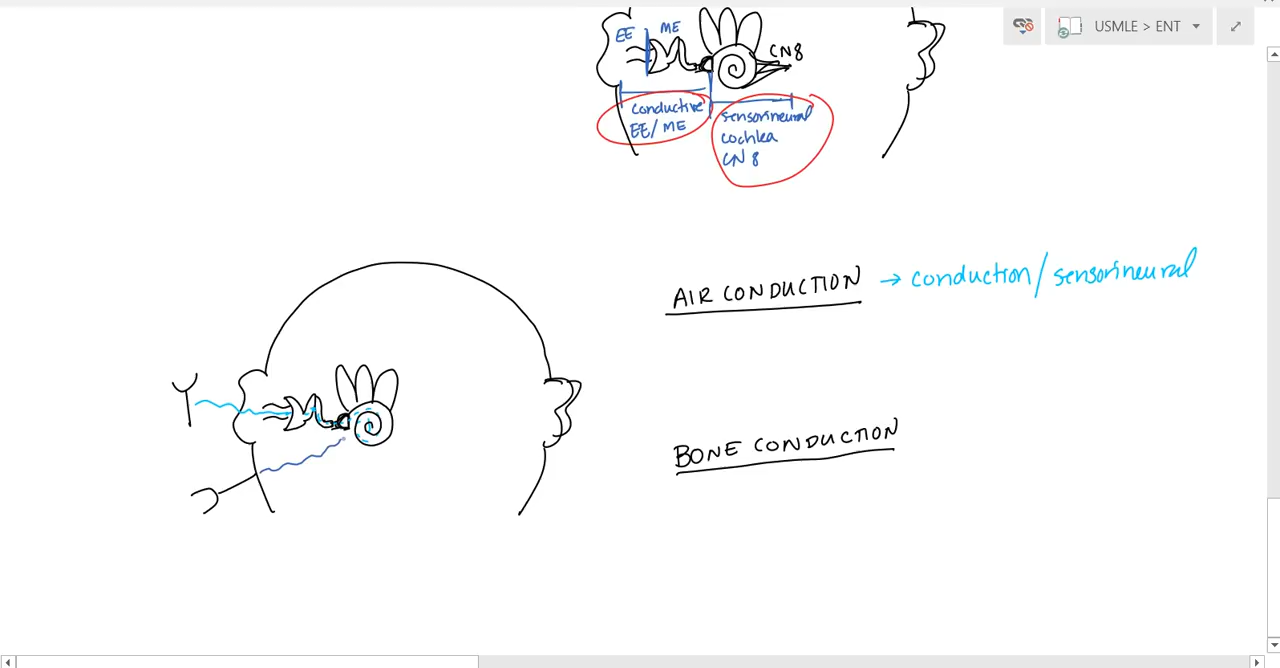 USMLE > ENT
EE ME
CN8
conductive
EE/ME
sensorineural
cochlea
CN 8
AIR CONDUCTION → conduction/sensorineural
BONE CONDUCTION